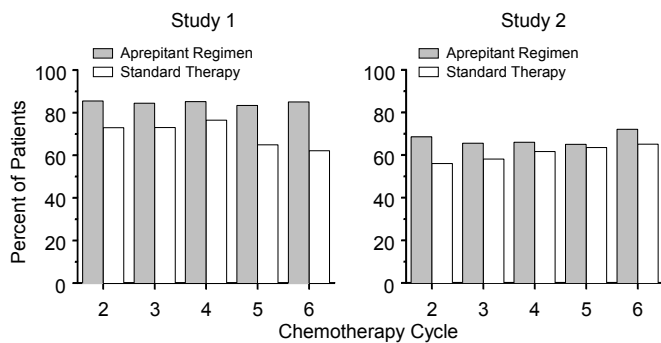 Study 1
Study 2
Aprepitant Regimen
Standard Therapy
Aprepitant Regimen
Standard Therapy
Percent of Patients
100
80
60
40
20
0
2 3 4 5 6
100
80
60
40
20
0
2 3 4 5 6
Chemotherapy Cycle